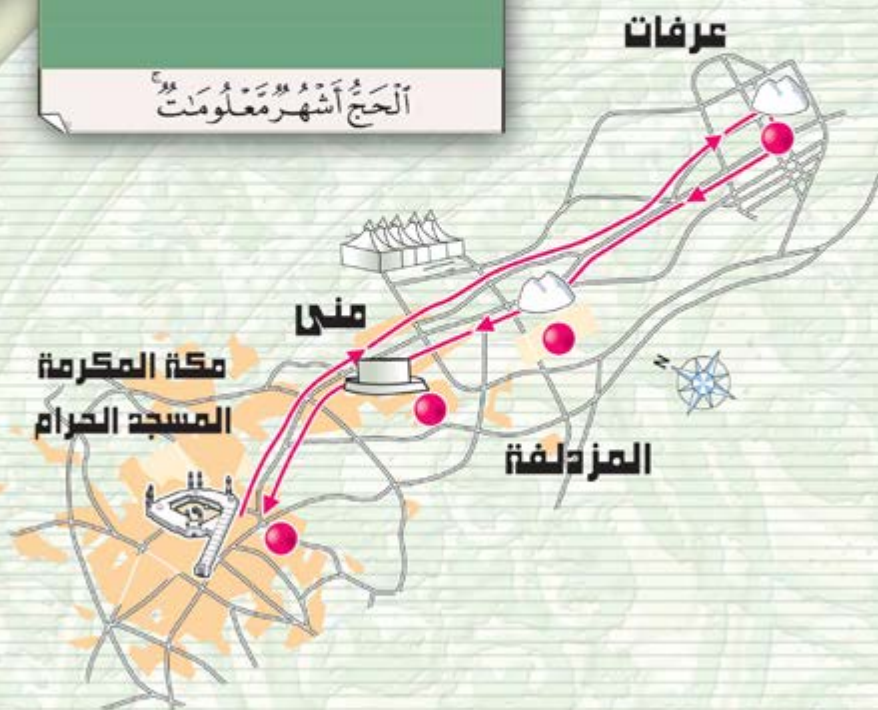 ٱلْحَجُّ أَشْهُرٌ مَّعْلُومَٰتٌۚ
عرفات
منى
مكة المكرمة
المسجد الحرام
المزدلفة
N